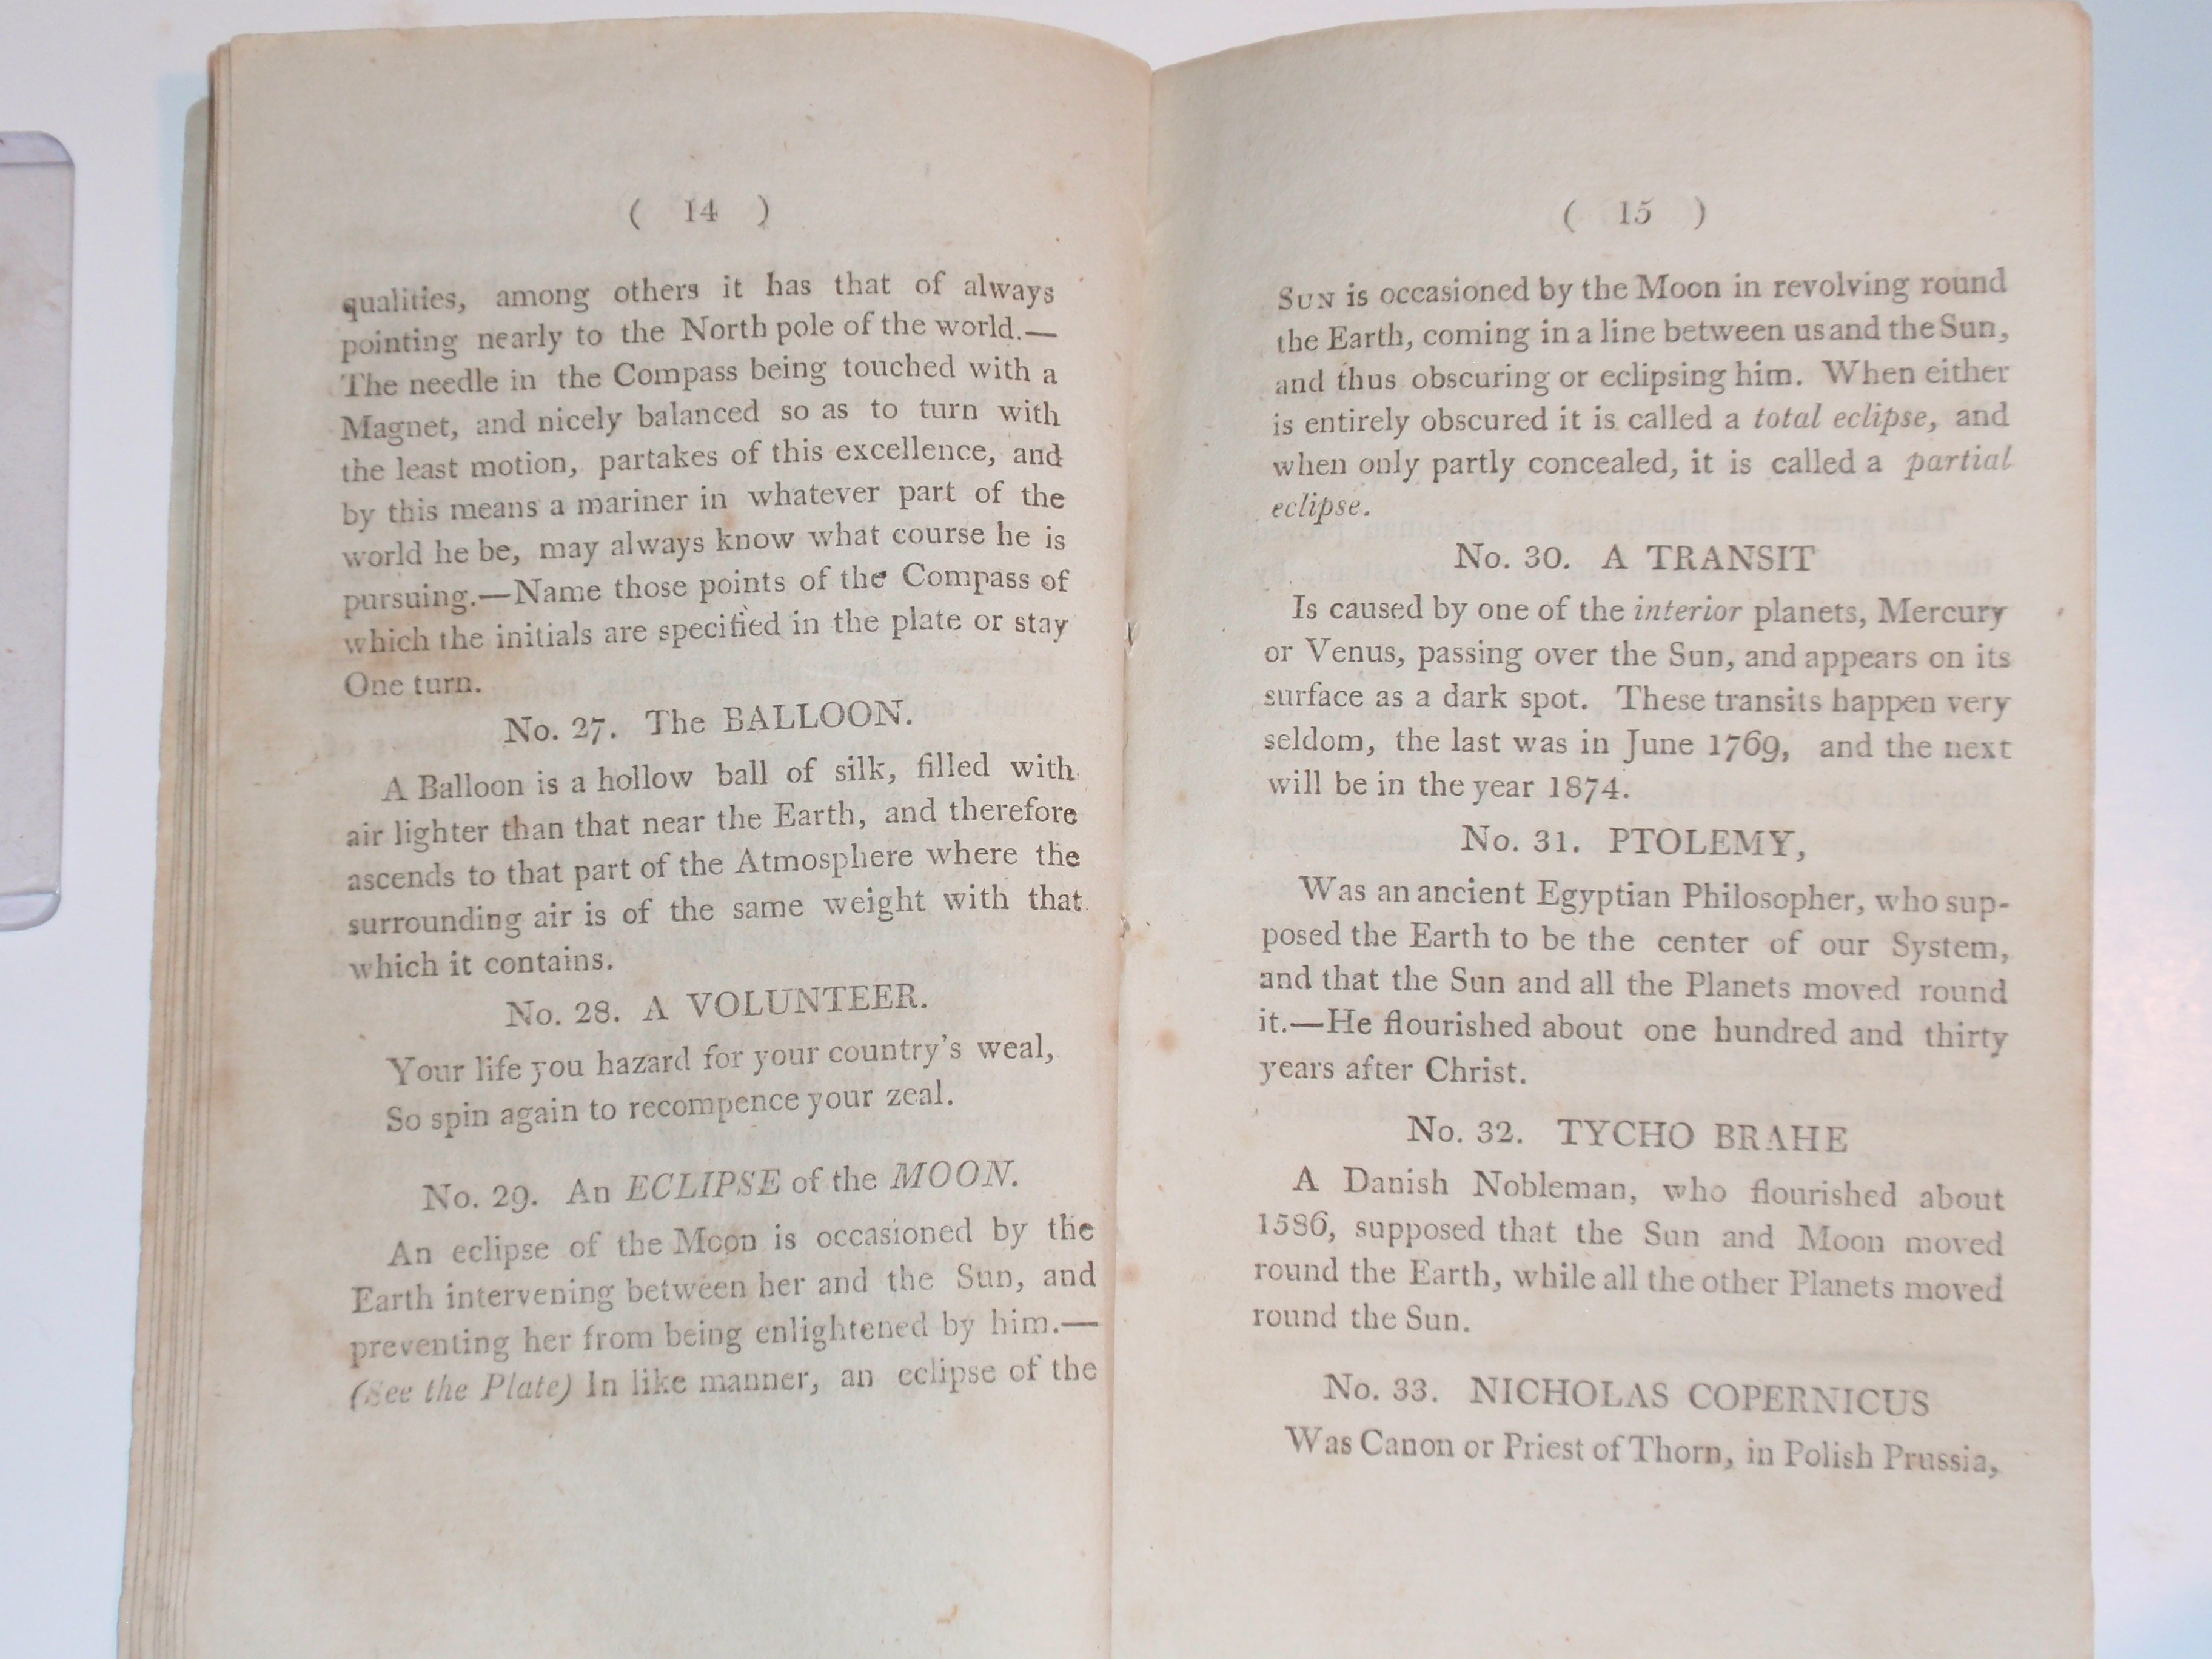 ( 14 )
qualities, among others it has that of always
pointing nearly to the North pole of the world.—
The needle in the Compass being touched with a
Magnet, and nicely balanced so as to turn with
the least motion, partakes of this excellence, and
by this means a mariner in whatever part of the
world he be, may always know what course he is
pursuing.—Name those points of the Compass of
which the initials are specified in the plate or stay
One turn.
No. 27. The BALLOON.
A Balloon is a hollow ball of silk, filled with
air lighter than that near the Earth, and therefore
ascends to that part of the Atmosphere where the
surrounding air is of the same weight with that
which it contains.
No. 28. A VOLUNTEER.
Your life you hazard for your country's weal,
So spin again to recompence your zeal.
No. 29. An ECLIPSE of the MOON.
An eclipse of the Moon is occasioned by the
Earth intervening between her and the Sun, and
preventing her from being enlightened by him.—
(See the Plate) In like manner, an eclipse of the
( 15 )
SUN is occasioned by the Moon in revolving round
the Earth, coming in a line between us and the Sun,
and thus obscuring or eclipsing him. When either
is entirely obscured it is called a total eclipse, and
when only partly concealed, it is called a partial
eclipse.
No. 30. A TRANSIT
Is caused by one of the interior planets, Mercury
or Venus, passing over the Sun, and appears on its
surface as a dark spot. These transits happen very
seldom, the last was in June 1769, and the next
will be in the year 1874.
No. 31. PTOLEMY,
Was an ancient Egyptian Philosopher, who sup-
posed the Earth to be the center of our System,
and that the Sun and all the Planets moved round
it.—He flourished about one hundred and thirty
years after Christ.
No. 32. TYCHO BRAHE
A Danish Nobleman, who flourished about
1586, supposed that the Sun and Moon moved
round the Earth, while all the other Planets moved
round the Sun.
No. 33. NICHOLAS COPERNICUS
Was Canon or Priest of Thorn, in Polish Prussia,